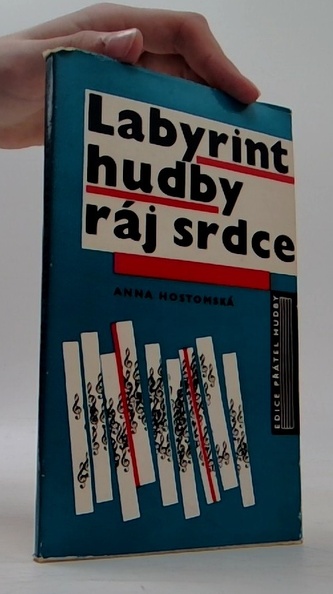 Labyrint
hudby
ráj srdce
ANNA HOSTOMSKÁ
EDICE PŘÁTEL HUDBY